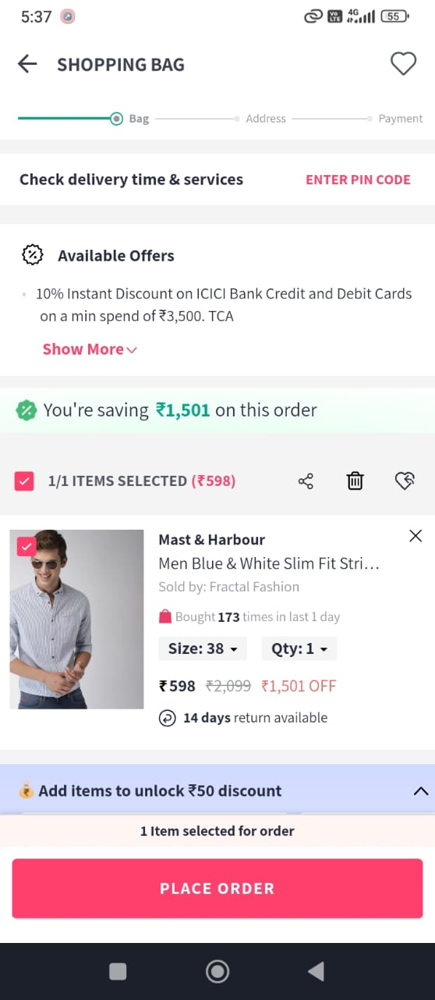 5:37
Vo LTE 4G 55
SHOPPING BAG
Bag Address Payment
Check delivery time & services ENTER PIN CODE
Available Offers
10% Instant Discount on ICICI Bank Credit and Debit Cards
on a min spend of ₹3,500. TCA
Show More
You're saving ₹1,501 on this order
1/1 ITEMS SELECTED (₹598)
Mast & Harbour
Men Blue & White Slim Fit Stri...
Sold by: Fractal Fashion
Bought 173 times in last 1 day
Size: 38 Qty: 1
₹598 ₹2,099 ₹1,501 OFF
14 days return available
Add items to unlock ₹50 discount
1 Item selected for order
PLACE ORDER